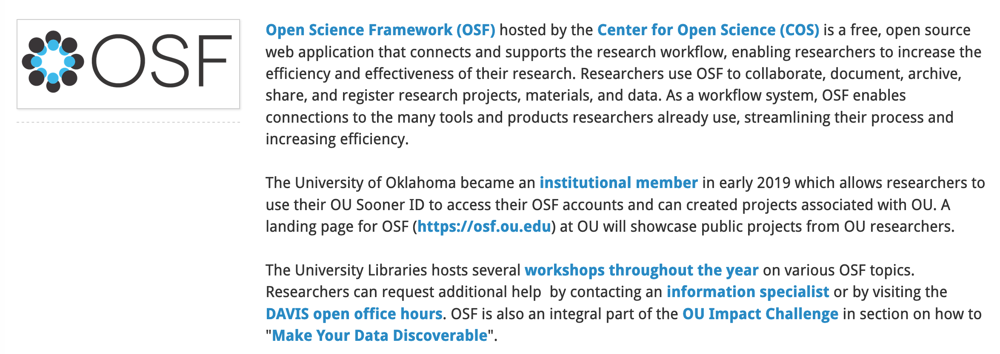 OSF
Open Science Framework (OSF) hosted by the Center for Open Science (COS) is a free, open source
web application that connects and supports the research workflow, enabling researchers to increase the
efficiency and effectiveness of their research. Researchers use OSF to collaborate, document, archive,
share, and register research projects, materials, and data. As a workflow system, OSF enables
connections to the many tools and products researchers already use, streamlining their process and
increasing efficiency.
The University of Oklahoma became an institutional member in early 2019 which allows researchers to
use their OU Sooner ID to access their OSF accounts and can created projects associated with OU. A
landing page for OSF (https://osf.ou.edu) at OU will showcase public projects from OU researchers.
The University Libraries hosts several workshops throughout the year on various OSF topics.
Researchers can request additional help  by contacting an information specialist or by visiting the
DAVIS open office hours. OSF is also an integral part of the OU Impact Challenge in section on how to
"Make Your Data Discoverable".